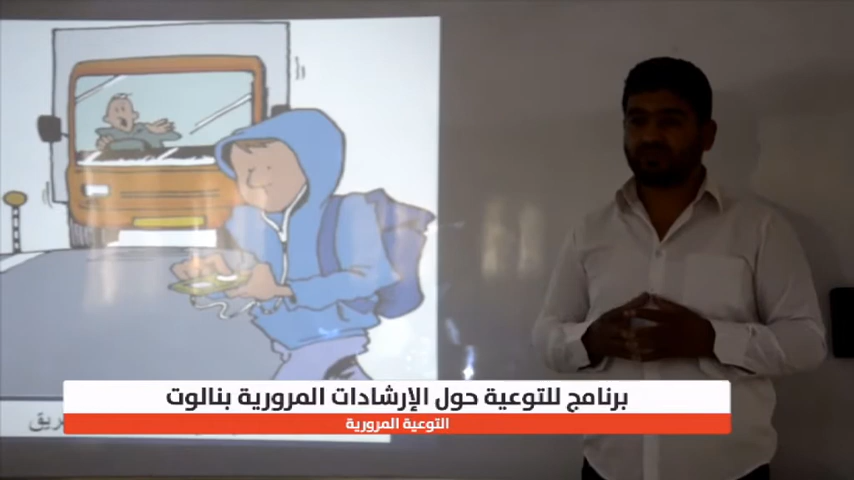 برنامج للتوعية حول الإرشادات المرورية بنالوت
التوعية المرورية